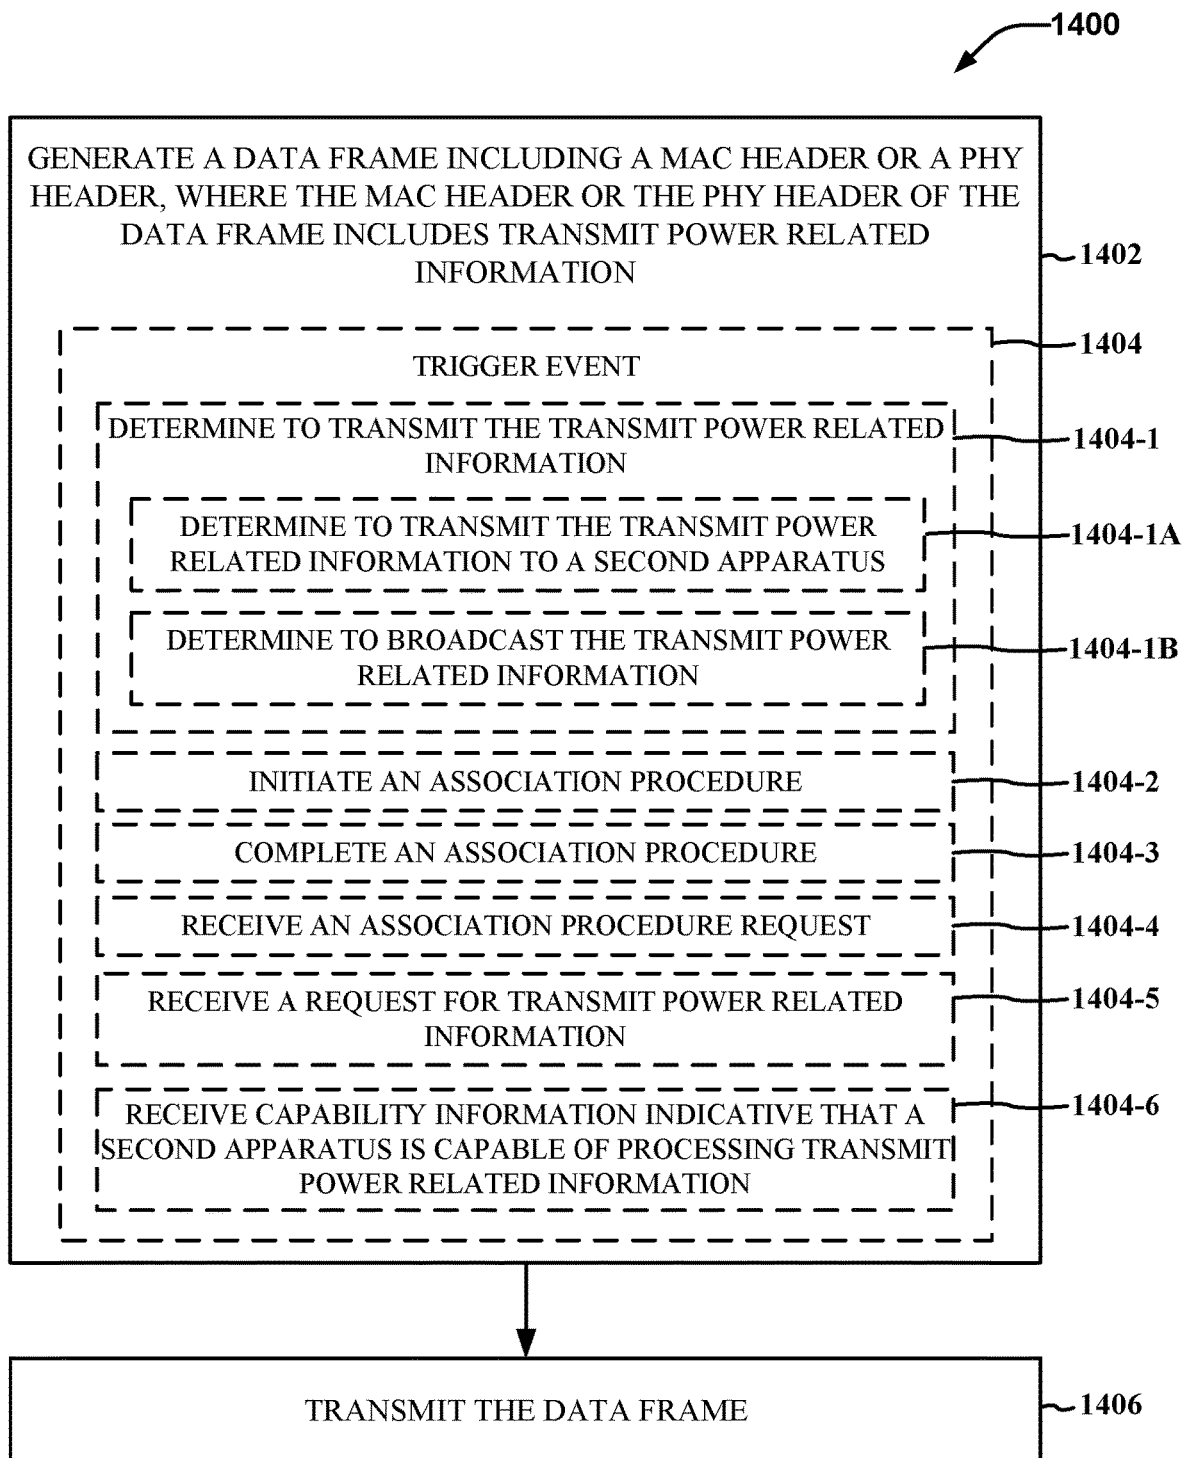 1400
GENERATE A DATA FRAME INCLUDING A MAC HEADER OR A PHY
HEADER, WHERE THE MAC HEADER OR THE PHY HEADER OF THE
DATA FRAME INCLUDES TRANSMIT POWER RELATED
INFORMATION
1402
TRIGGER EVENT
1404
DETERMINE TO TRANSMIT THE TRANSMIT POWER RELATED
INFORMATION
1404-1
DETERMINE TO TRANSMIT THE TRANSMIT POWER
RELATED INFORMATION TO A SECOND APPARATUS
1404-1A
DETERMINE TO BROADCAST THE TRANSMIT POWER
RELATED INFORMATION
1404-1B
INITIATE AN ASSOCIATION PROCEDURE
1404-2
COMPLETE AN ASSOCIATION PROCEDURE
1404-3
RECEIVE AN ASSOCIATION PROCEDURE REQUEST
1404-4
RECEIVE A REQUEST FOR TRANSMIT POWER RELATED
INFORMATION
1404-5
RECEIVE CAPABILITY INFORMATION INDICATIVE THAT A
SECOND APPARATUS IS CAPABLE OF PROCESSING TRANSMIT
POWER RELATED INFORMATION
1404-6
TRANSMIT THE DATA FRAME
1406